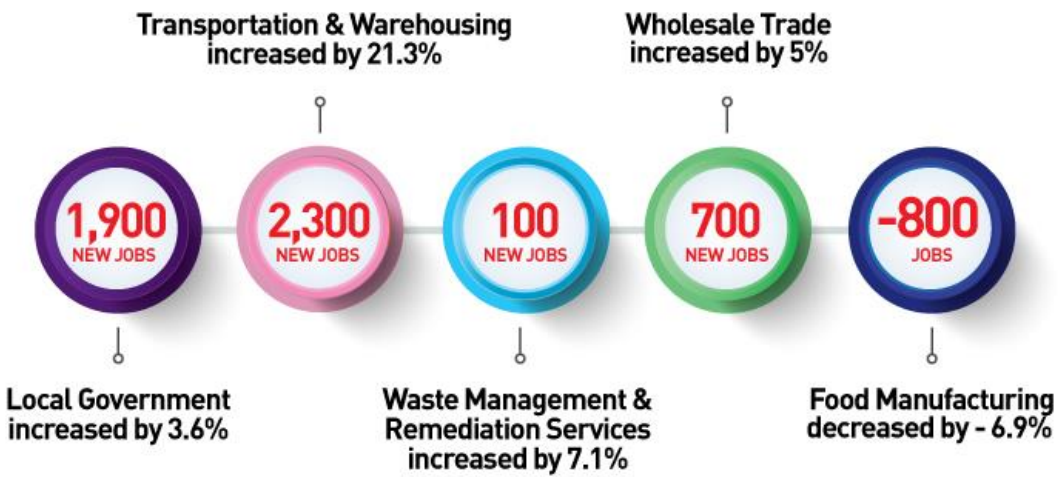 Transportation & Warehousing
increased by 21.3%
Wholesale Trade
increased by 5%
1,900
NEW JOBS
2,300
NEW JOBS
100
NEW JOBS
700
NEW JOBS
-800
JOBS
Local Government
increased by 3.6%
Waste Management &
Remediation Services
increased by 7.1%
Food Manufacturing
decreased by - 6.9%